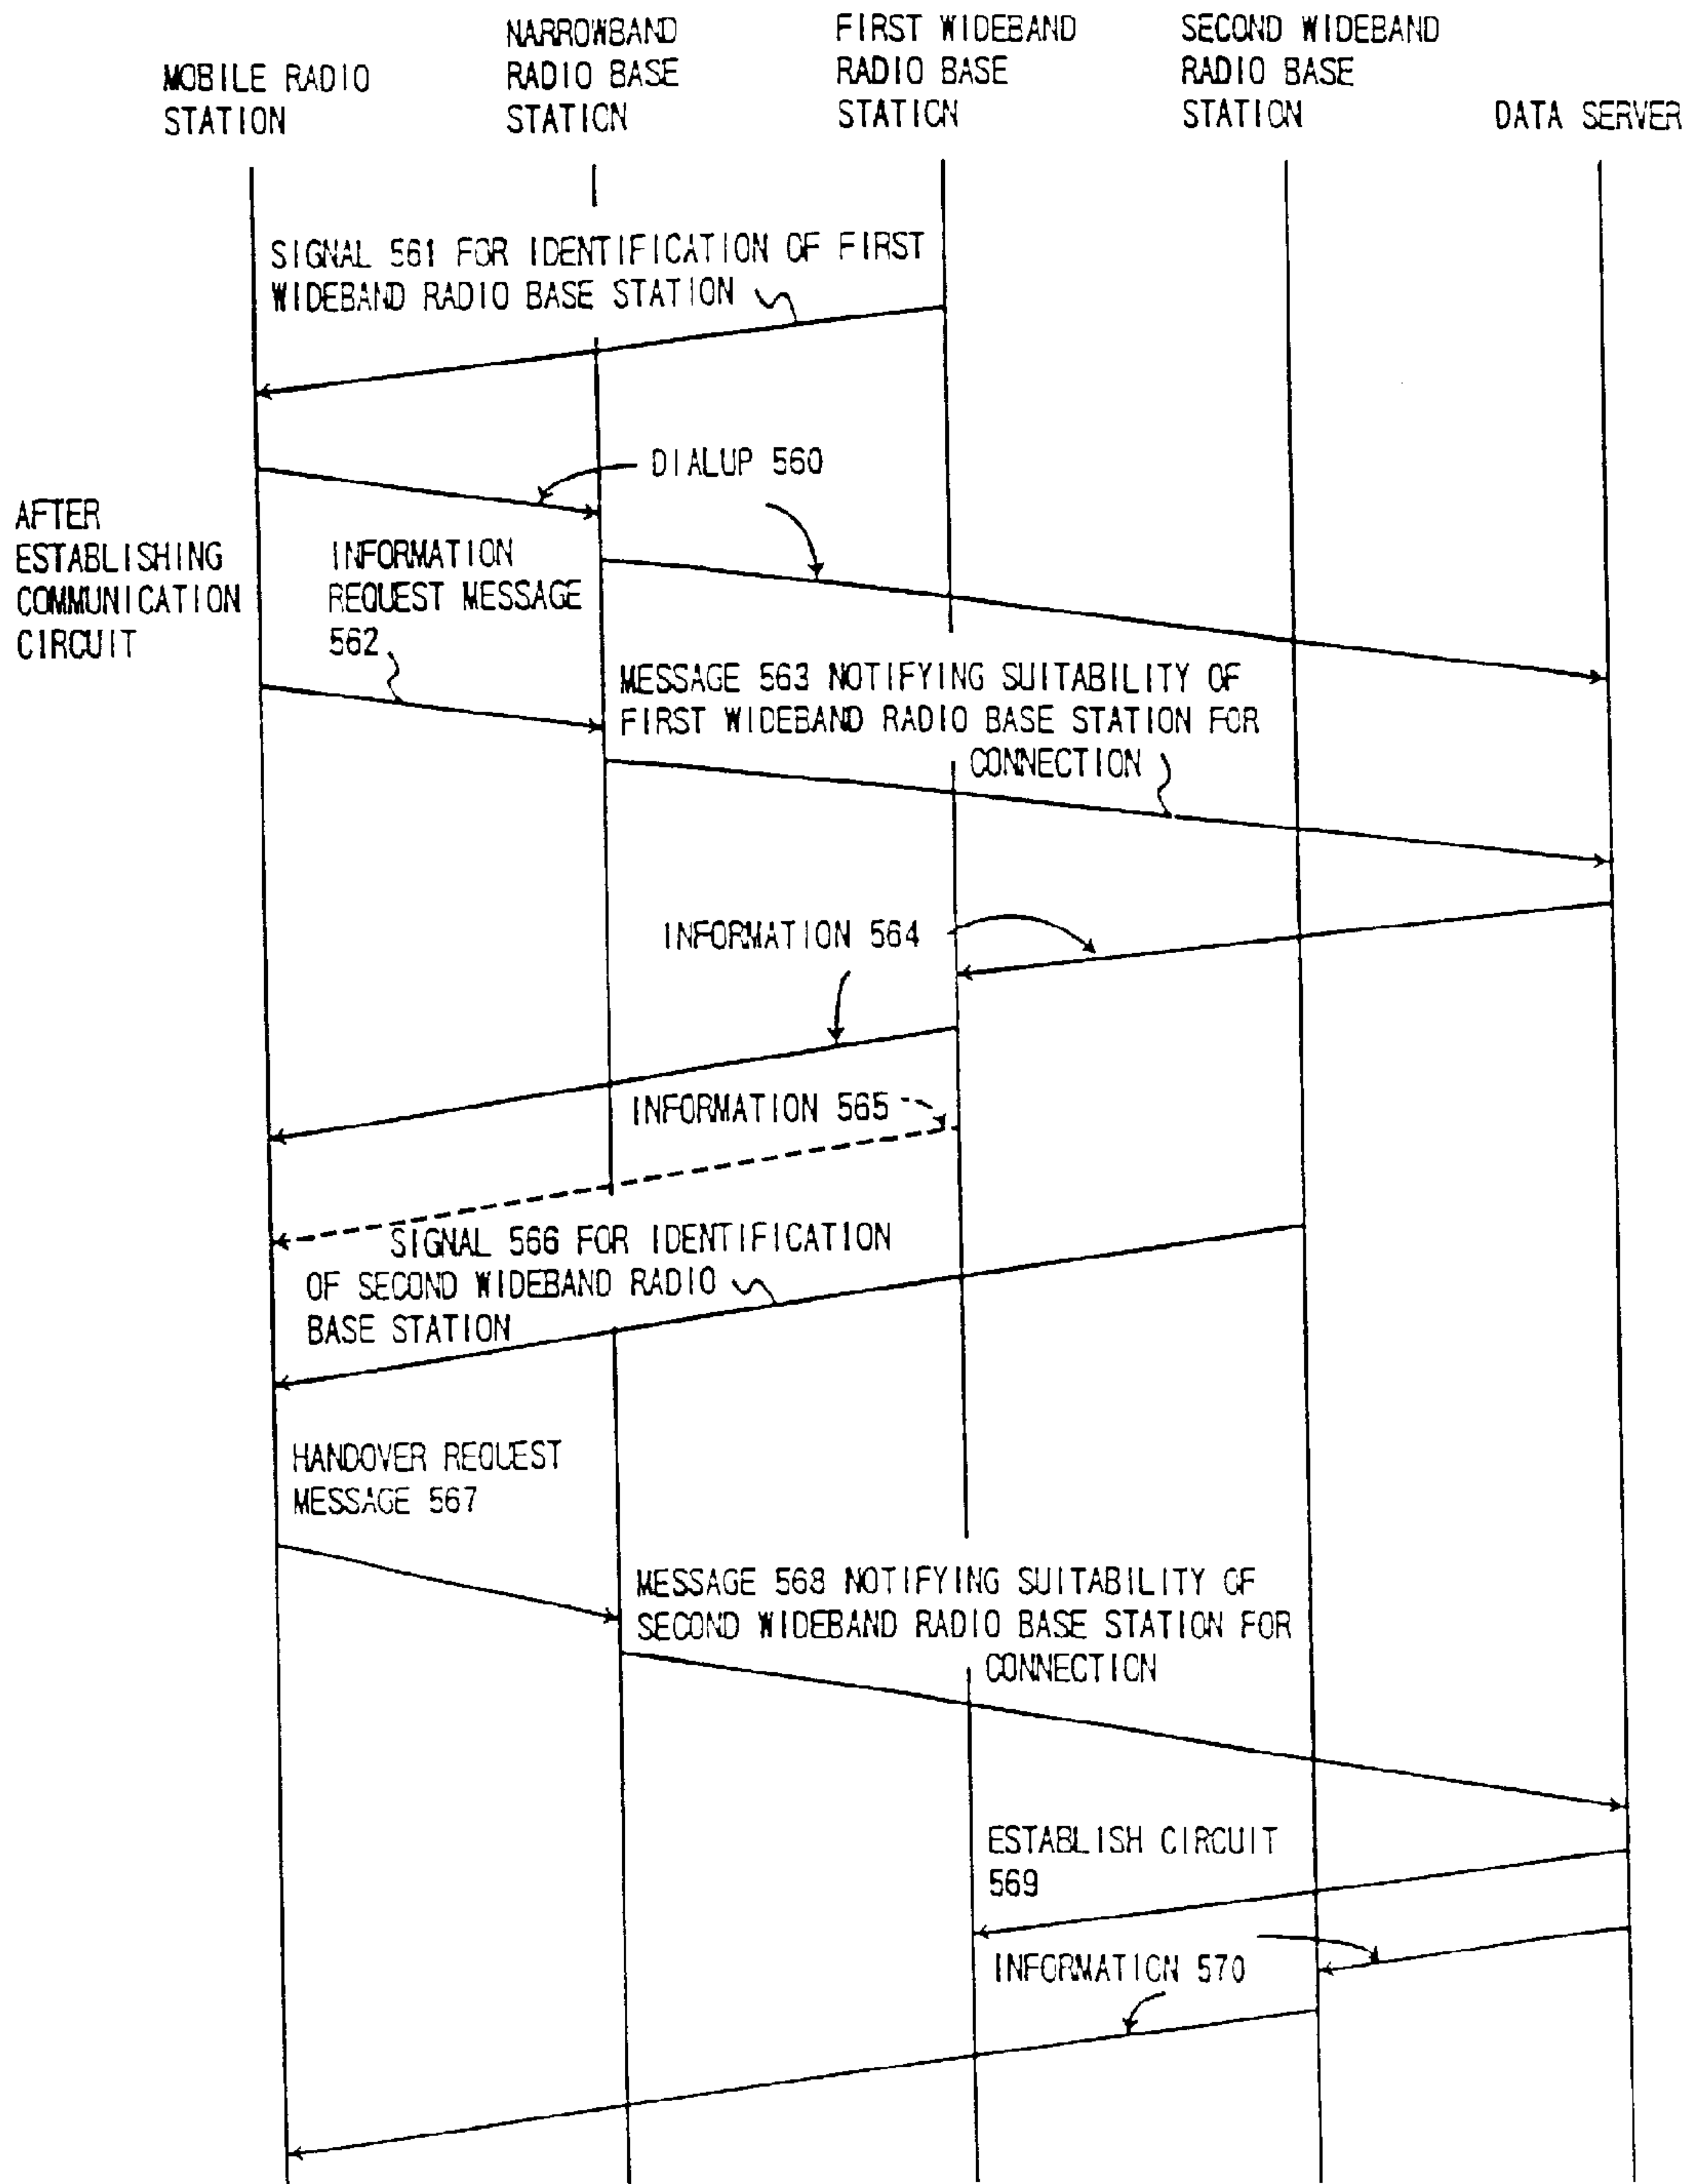 MOBILE RADIO
STATION
NARROWBAND
RADIO BASE
STATION
FIRST WIDEBAND
RADIO BASE
STATION
SECOND WIDEBAND
RADIO BASE
STATION
DATA SERVER
SIGNAL 561 FOR IDENTIFICATION OF FIRST
WIDEBAND RADIO BASE STATION
DIALUP 560
AFTER
ESTABLISHING
COMMUNICATION
CIRCUIT
INFORMATION
REQUEST MESSAGE
562
MESSAGE 563 NOTIFYING SUITABILITY OF
FIRST WIDEBAND RADIO BASE STATION FOR
CONNECTION
INFORMATION 564
INFORMATION 565
SIGNAL 566 FOR IDENTIFICATION
OF SECOND WIDEBAND RADIO
BASE STATION
HANDOVER REQUEST
MESSAGE 567
MESSAGE 568 NOTIFYING SUITABILITY OF
SECOND WIDEBAND RADIO BASE STATION FOR
CONNECTION
ESTABLISH CIRCUIT
569
INFORMATION 570